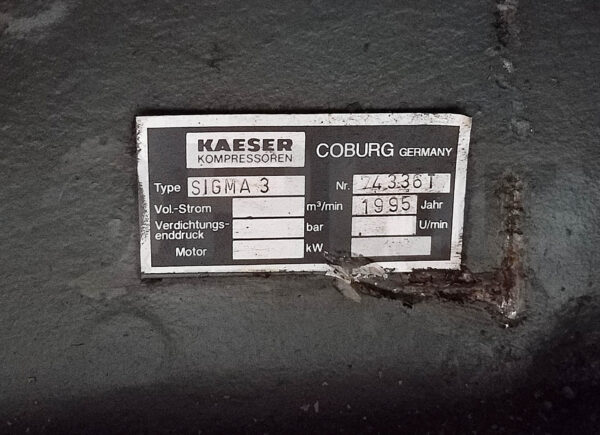 KAESER
KOMPRESSOREN
COBURG GERMANY
Type SIGMA 3 Nr. 74336T
Vol.-Strom m³/min 1995 Jahr
Verdichtungs-
enddruck bar U/min
Motor kW